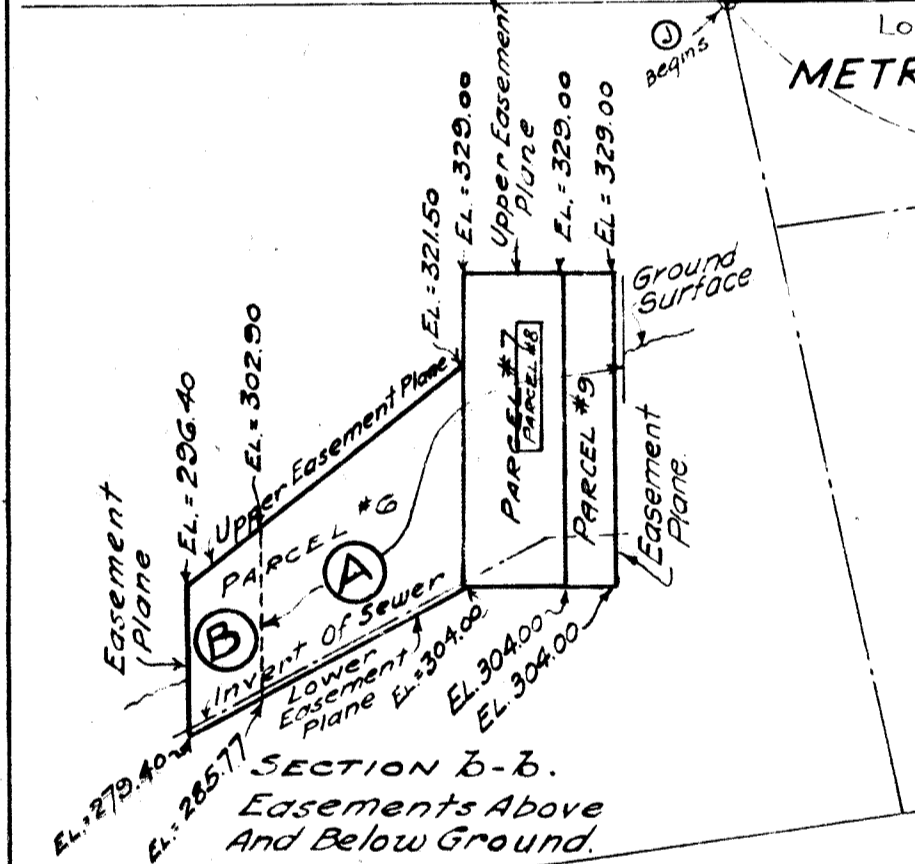 Lo
METR
J
Begins
Upper Easement
Plane
EL. = 321.50
EL. = 329.00
EL. = 329.00
EL = 329.00
Ground
Surface
EL. = 296.40
EL. = 302.90
Upper Easement Plane
PARCEL #7
PARCEL #8
PARCEL #9
Easement
Plane
Easement
Plane.
PARCEL #6
A
B
Invert Of Sewer
Lower
Easement
Plane
EL. = 304.00
EL. 304.00
EL. 304.00
EL. = 279.40
EL. = 285.77
SECTION b-b.
Easements Above
And Below Ground.